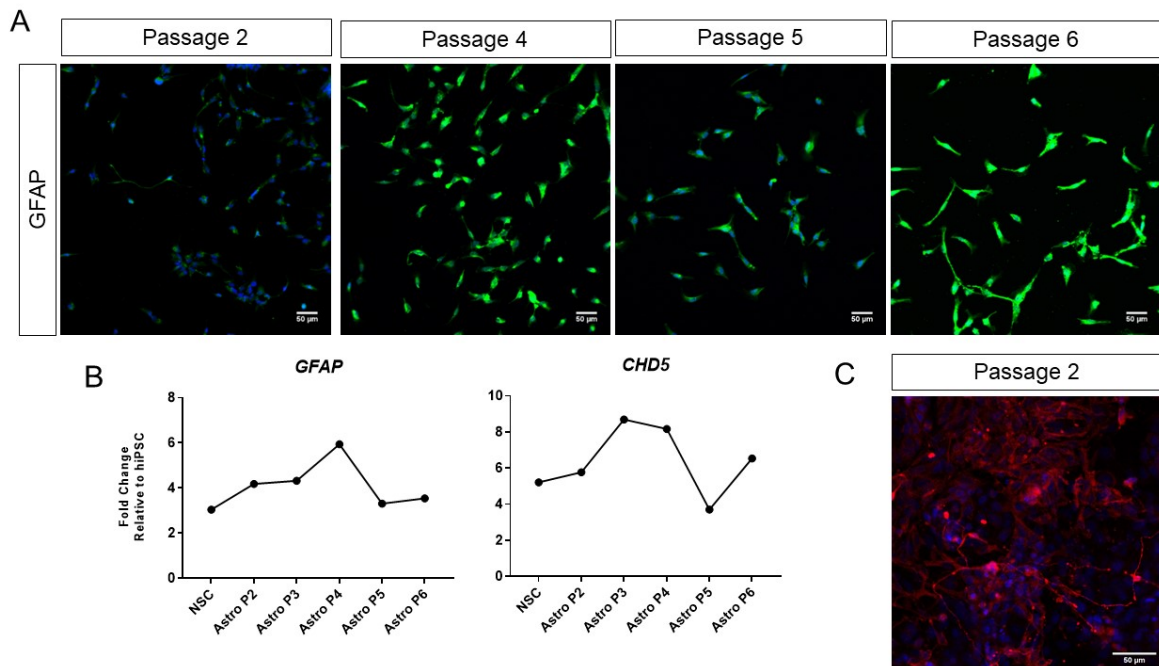 A
Passage 2
Passage 4
Passage 5
Passage 6
GFAP
50 µm
50 µm
50 µm
50 µm
B
GFAP
Fold Change
Relative to hiPSC
8
6
4
2
0
NSC
Astro P2
Astro P3
Astro P4
Astro P5
Astro P6
CHD5
10
8
6
4
2
0
NSC
Astro P2
Astro P3
Astro P4
Astro P5
Astro P6
C
Passage 2
50 µm